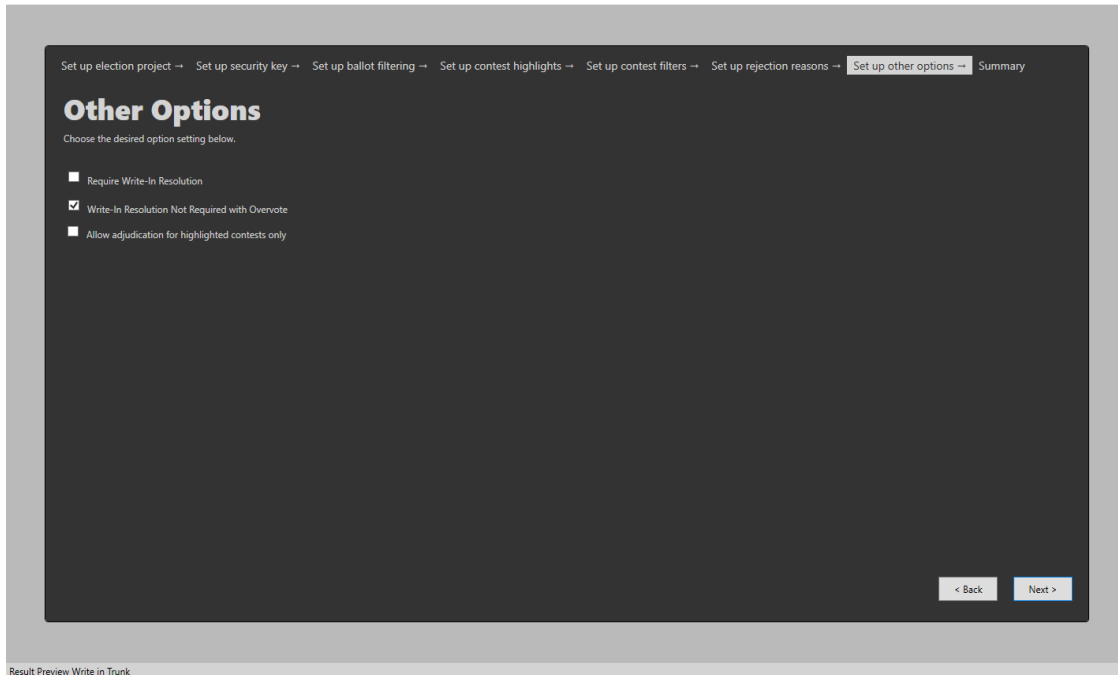 Set up election project → Set up security key → Set up ballot filtering → Set up contest highlights → Set up contest filters → Set up rejection reasons → Set up other options → Summary
Other Options
Choose the desired option setting below.
Require Write-In Resolution
Write-In Resolution Not Required with Overvote
Allow adjudication for highlighted contests only
< Back Next >
Result Preview Write in Trunk